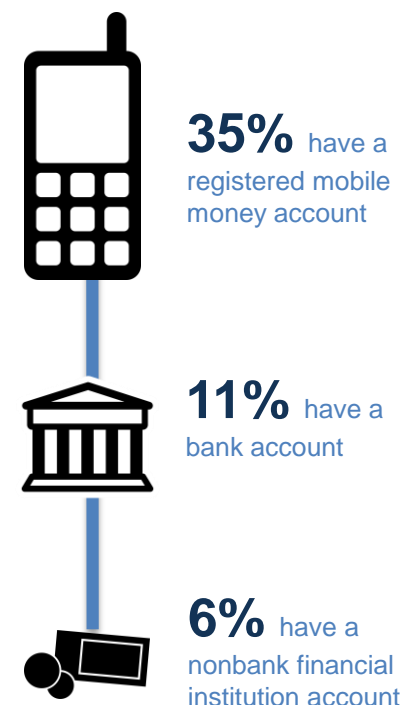 35% have a
registered mobile
money account
11% have a
bank account
6% have a
nonbank financial
institution account